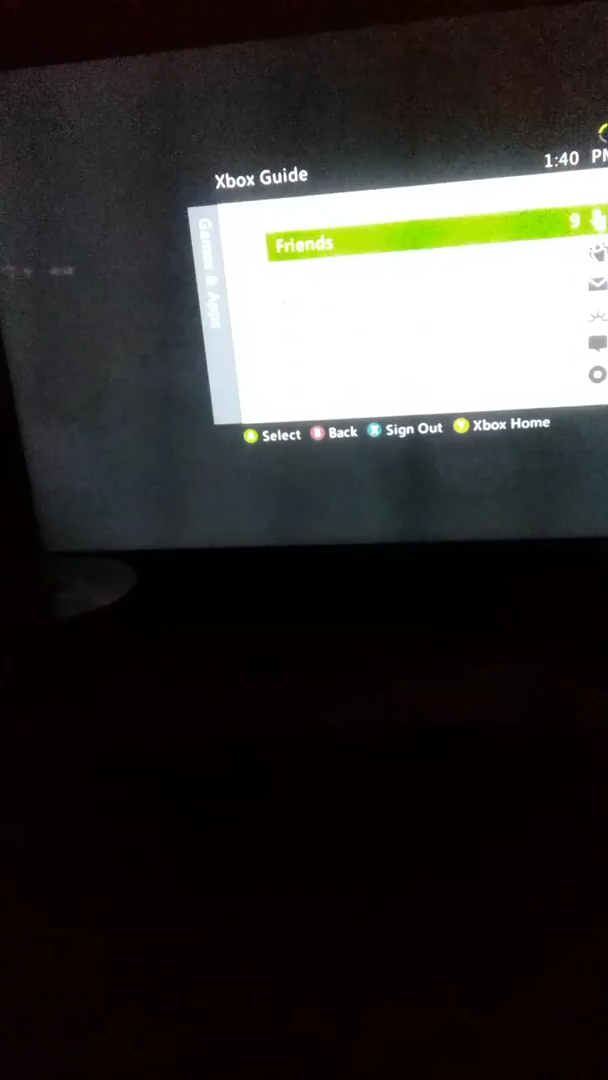 Xbox Guide
1:40 PM
Games & Apps
Friends 9
A Select B Back X Sign Out Y Xbox Home